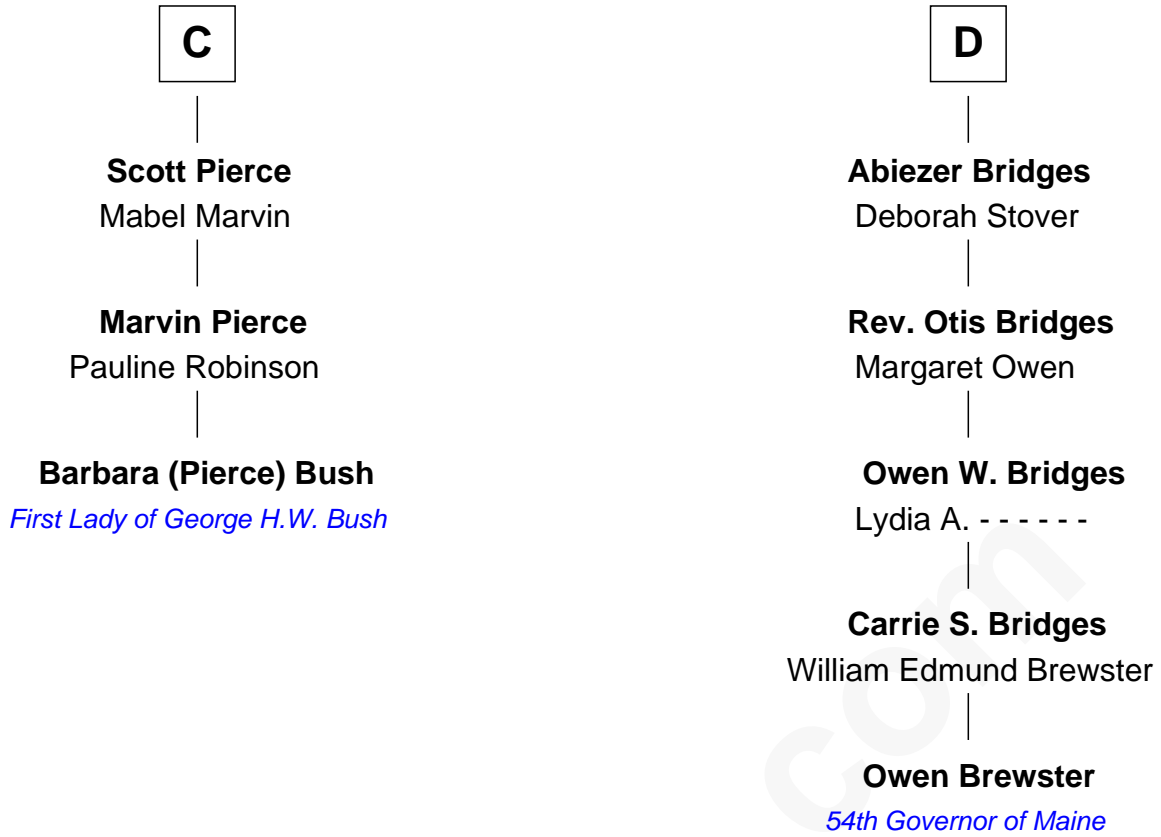 C
Scott Pierce
Mabel Marvin
Marvin Pierce
Pauline Robinson
Barbara (Pierce) Bush
First Lady of George H.W. Bush
D
Abiezer Bridges
Deborah Stover
Rev. Otis Bridges
Margaret Owen
Owen W. Bridges
Lydia A. - - - - - -
Carrie S. Bridges
William Edmund Brewster
Owen Brewster
54th Governor of Maine
com